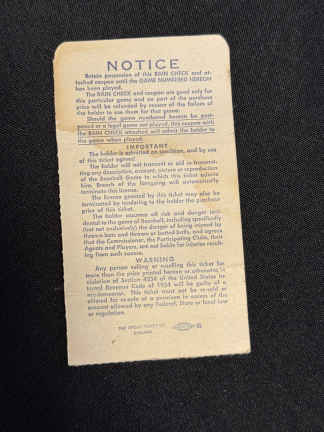 NOTICE
Retain possession of this RAIN CHECK and at-
tached coupon until the GAME NUMBERED HEREON
has been played.
The RAIN CHECK and coupon are good only for
this particular game and no part of the purchase
price will be refunded by reason of the failure of
the holder to use them for that game.
Should the game numbered hereon be post-
poned or a legal game not played, this coupon with
the RAIN CHECK attached will admit the holder to
the game when played.
IMPORTANT
The holder is admitted on condition, and by use
of this ticket agrees:
The holder will not transmit or aid in transmit-
ting any description, account, picture or reproduction
of the Baseball Game to which this ticket admits
him. Breach of the foregoing will automatically
terminate this license.
The license granted by this ticket may also be
terminated by tendering to the holder the purchase
price of this ticket.
The holder assumes all risk and danger inci-
dental to the game of Baseball, including specifically
(but not exclusively) the danger of being injured by
thrown bats and thrown or batted balls, and agrees
that the Commissioner, the Participating Clubs, their
Agents and Players, are not liable for injuries result-
ing from such causes.
WARNING
Any person selling or reselling this ticket for
more than the price printed hereon or otherwise in
violation of Section 4234 of the United States In-
ternal Revenue Code of 1954 will be guilty of a
This ticket must not be re-sold or
offered for resale at a premium in excess of the
amount allowed by any Federal, State or local law
or regulation.